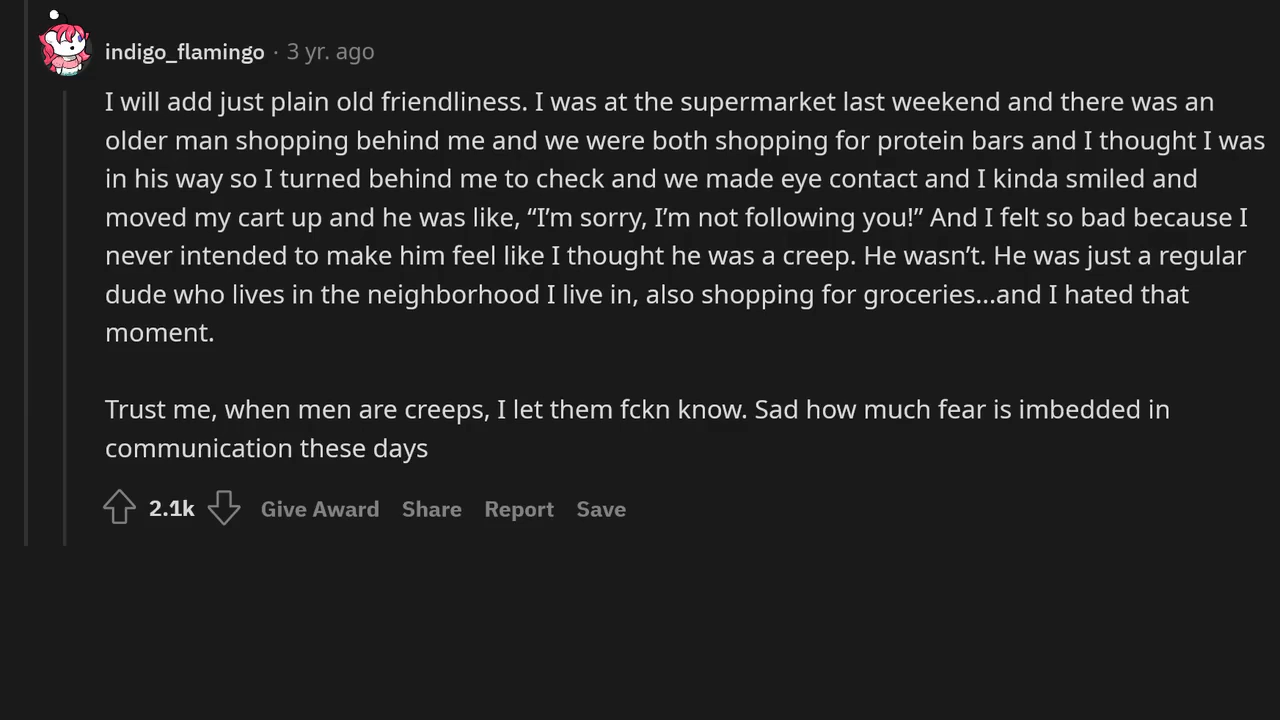 indigo_flamingo · 3 yr. ago
I will add just plain old friendliness. I was at the supermarket last weekend and there was an
older man shopping behind me and we were both shopping for protein bars and I thought I was
in his way so I turned behind me to check and we made eye contact and I kinda smiled and
moved my cart up and he was like, “I’m sorry, I’m not following you!” And I felt so bad because I
never intended to make him feel like I thought he was a creep. He wasn’t. He was just a regular
dude who lives in the neighborhood I live in, also shopping for groceries...and I hated that
moment.
Trust me, when men are creeps, I let them fckn know. Sad how much fear is imbedded in
communication these days
2.1k Give Award Share Report Save